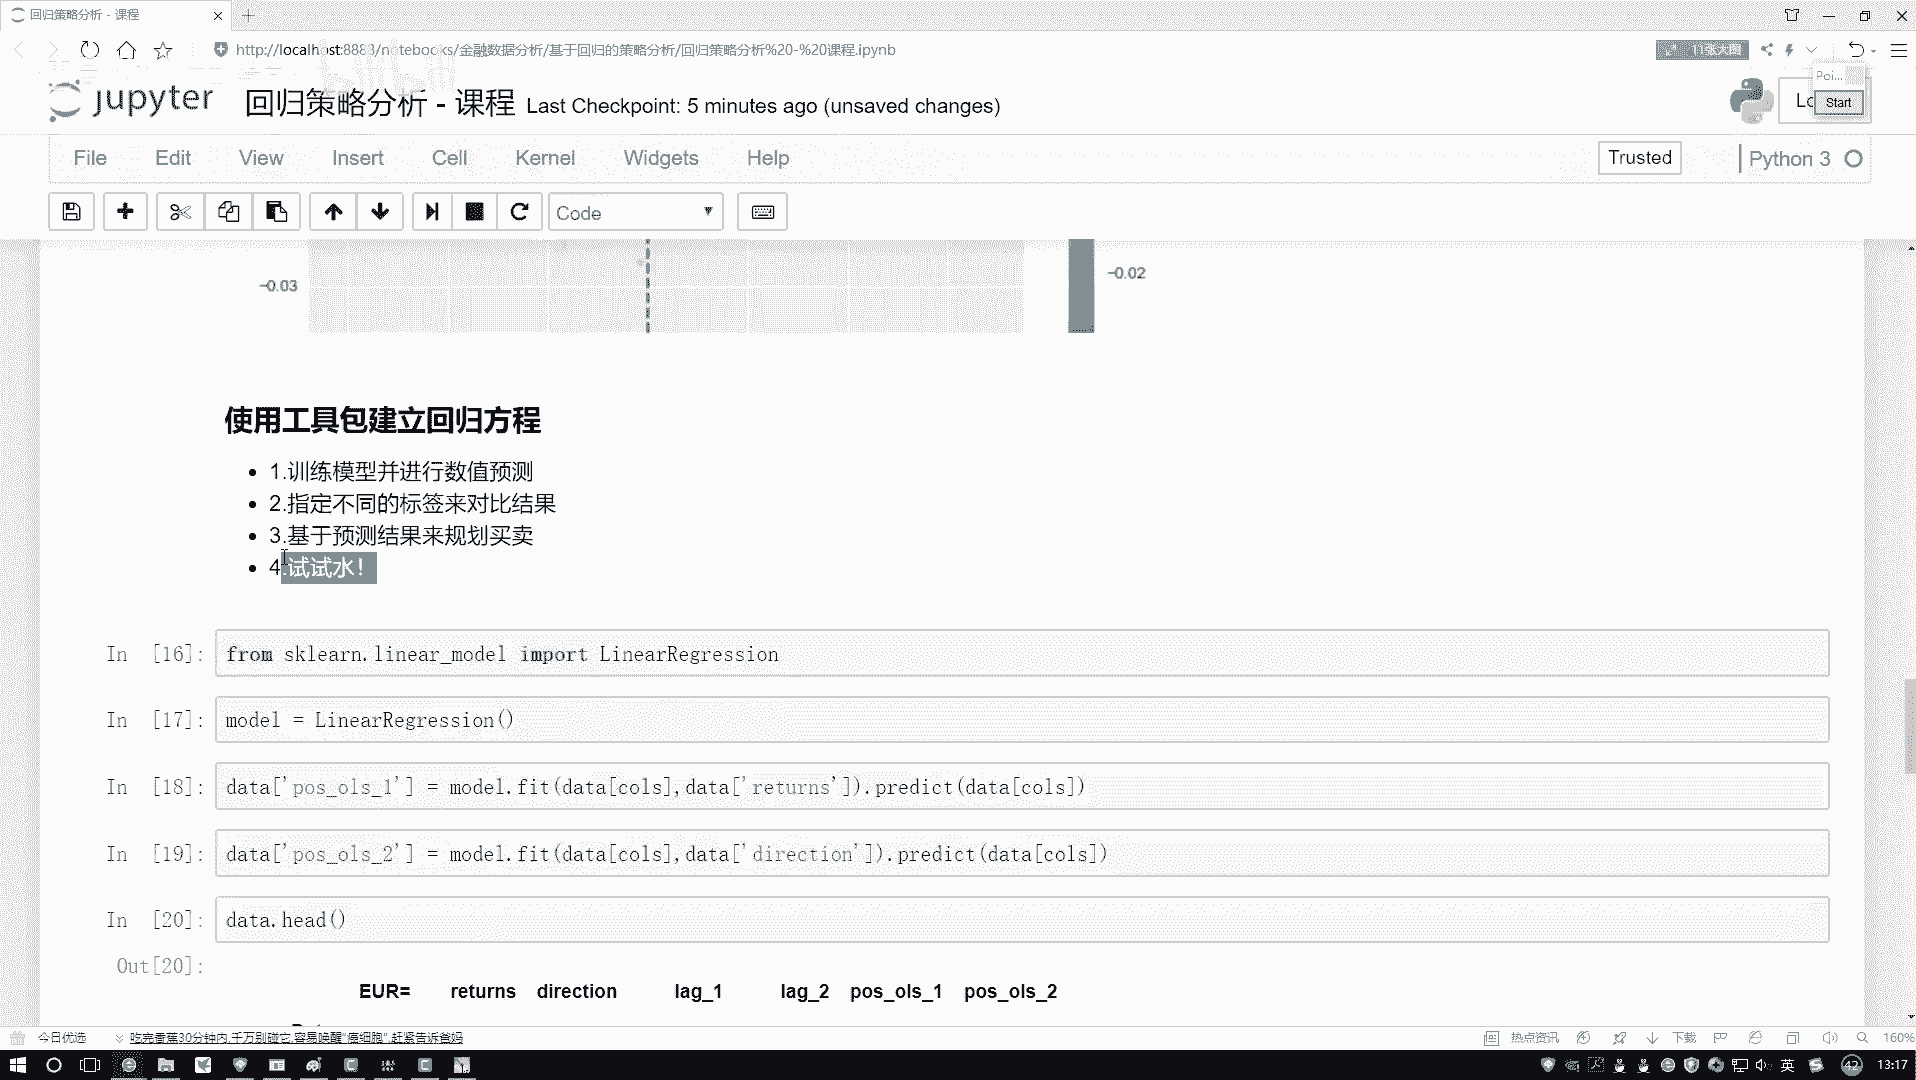 回归策略分析 - 课程
http://localhost:8888/notebooks/金融数据分析/基于回归的策略分析/回归策略分析%20-%20课程.ipynb
11张大图
Poi...
jupyter 回归策略分析 - 课程 Last Checkpoint: 5 minutes ago (unsaved changes)
Start
File Edit View Insert Cell Kernel Widgets Help
Trusted
Python 3
Code
-0.03
-0.02
使用工具包建立回归方程
1.训练模型并进行数值预测
2.指定不同的标签来对比结果
3.基于预测结果来规划买卖
4.试试水！
In [16]: from sklearn.linear_model import LinearRegression
In [17]: model = LinearRegression()
In [18]: data['pos_ols_1'] = model.fit(data[cols],data['returns']).predict(data[cols])
In [19]: data['pos_ols_2'] = model.fit(data[cols],data['direction']).predict(data[cols])
In [20]: data.head()
Out[20]:
EUR= returns direction lag_1 lag_2 pos_ols_1 pos_ols_2
今日优选
吃完香蕉30分钟内,千万别碰它,容易唤醒“癌细胞”,赶紧告诉爸妈
热点资讯
下载
160%
英
42
13:17